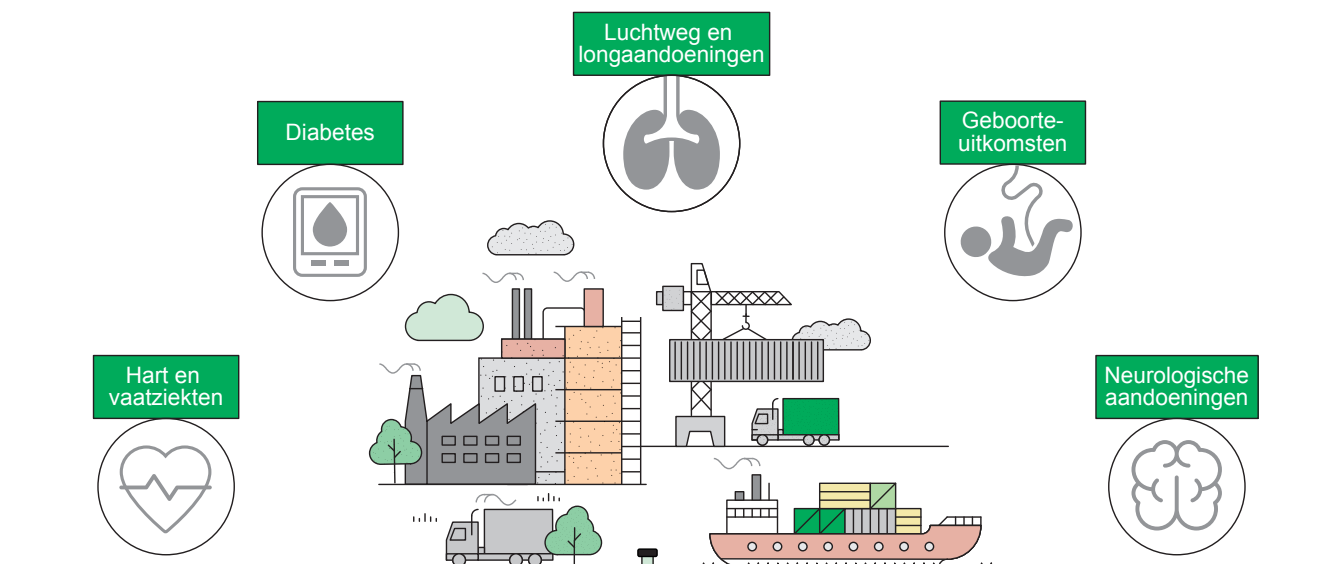 Luchtweg en
longaandoeningen
Diabetes
Geboorte-
uitkomsten
Hart en
vaatziekten
Neurologische
aandoeningen